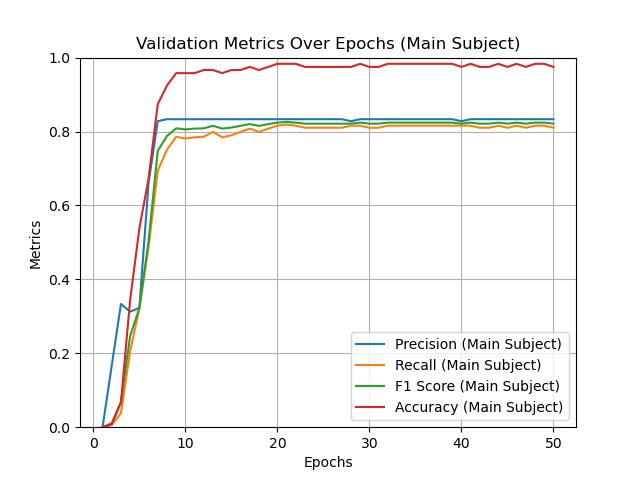 Validation Metrics Over Epochs (Main Subject)
1.0
0.8
0.6
0.4
0.2
0.0
Metrics
0
10
20
30
40
50
Epochs
Precision (Main Subject)
Recall (Main Subject)
F1 Score (Main Subject)
Accuracy (Main Subject)